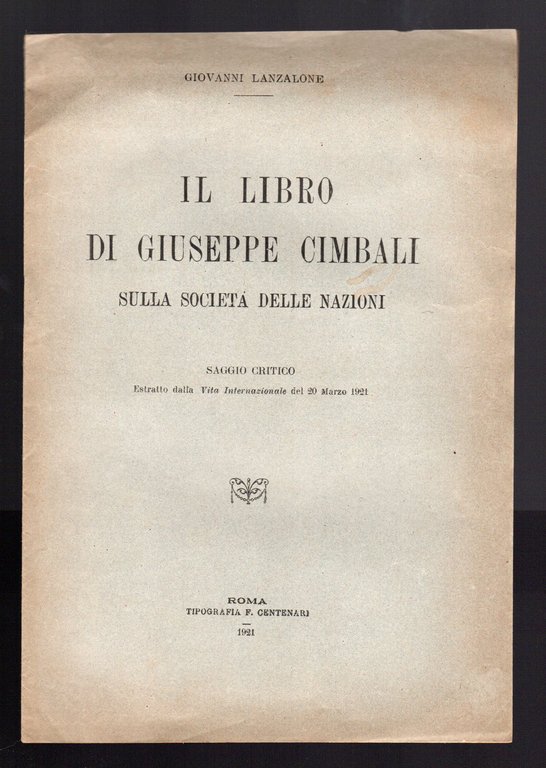 GIOVANNI LANZALONE
IL LIBRO
DI GIUSEPPE CIMBALI
SULLA SOCIETÀ DELLE NAZIONI
SAGGIO CRITICO
Estratto dalla Vita Internazionale del 20 Marzo 1921
ROMA
TIPOGRAFIA F. CENTENARI
1921